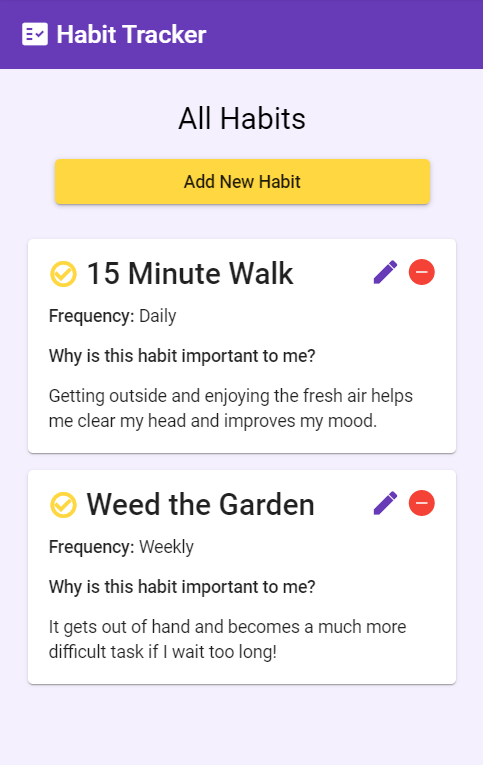 Habit Tracker
All Habits
Add New Habit
15 Minute Walk
Frequency: Daily
Why is this habit important to me?
Getting outside and enjoying the fresh air helps
me clear my head and improves my mood.
Weed the Garden
Frequency: Weekly
Why is this habit important to me?
It gets out of hand and becomes a much more
difficult task if I wait too long!